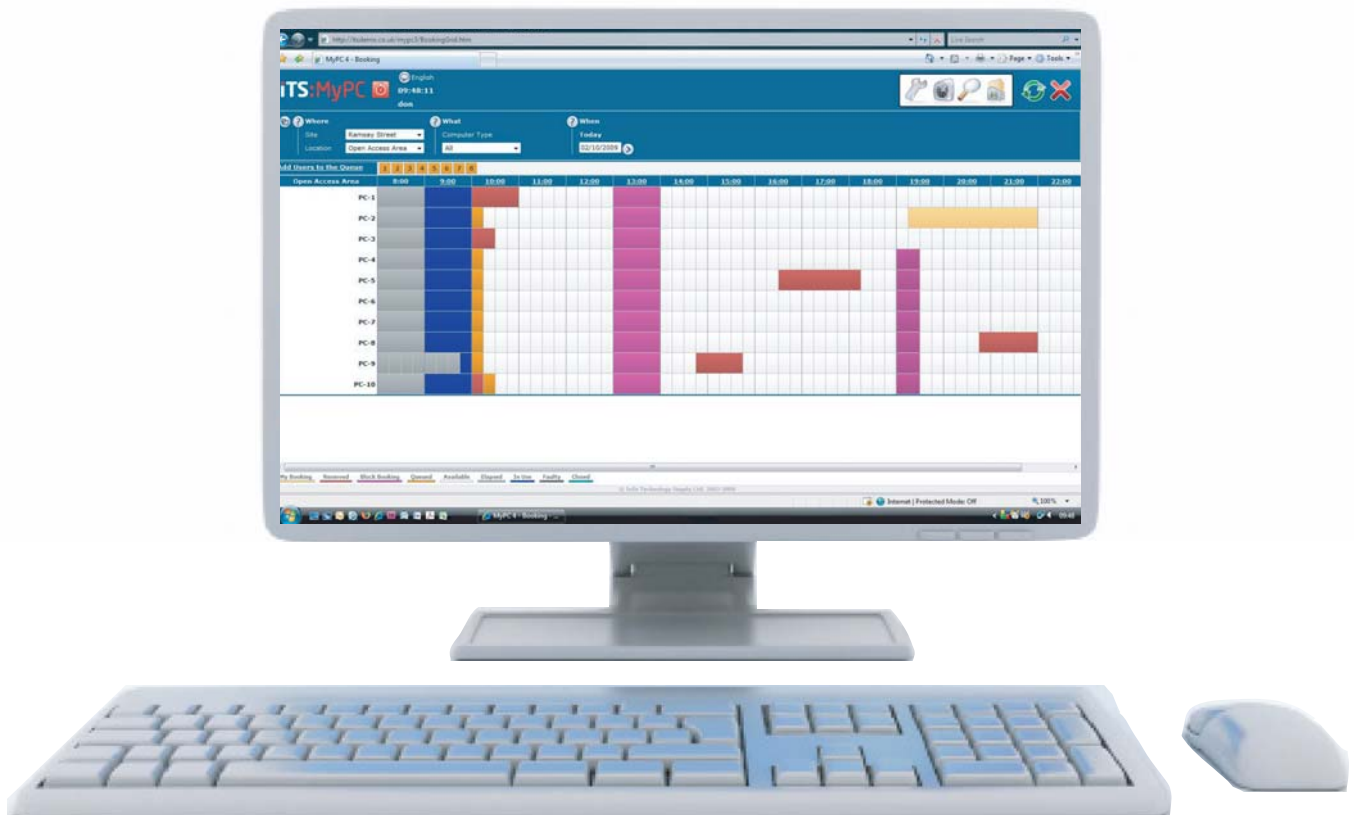 http://itsdemo.co.uk/mypc3/BookingGrid.htm
Live Search
MyPC 4 - Booking
Page
Tools
iTS:MyPC
English
09:48:11
don
Where
What
When
Site
Ramsay Street
Computer Type
Today
Location
Open Access Area
All
02/10/2009
Add Users to the Queue
1 2 3 4 5 6 7 8
Open Access Area 8:00 9:00 10:00 11:00 12:00 13:00 14:00 15:00 16:00 17:00 18:00 19:00 20:00 21:00 22:00
PC-1
PC-2
PC-3
PC-4
PC-5
PC-6
PC-7
PC-8
PC-9
PC-10
My Booking Reserved Block Booking Queued Available Elapsed In Use Faulty Closed
Internet | Protected Mode: Off
100%
MyPC 4 - Booking - ...
09:48